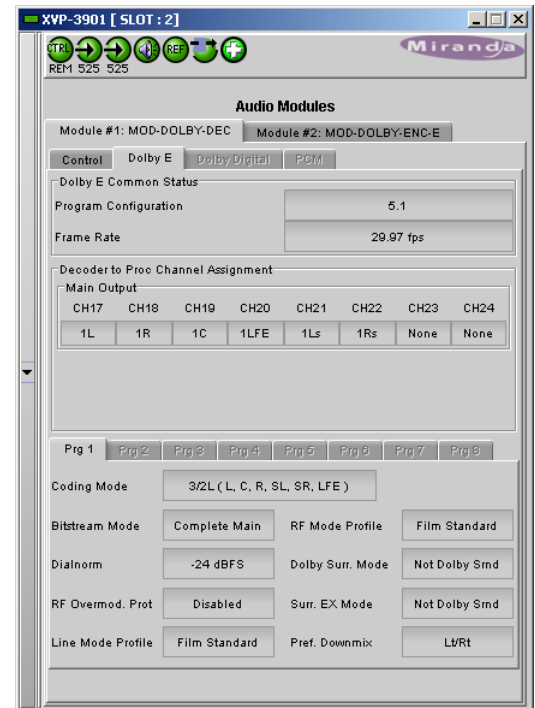 XVP-3901 [ SLOT : 2]
CTRL REF Miranda
REM 525 525
Audio Modules
Module #1: MOD-DOLBY-DEC Module #2: MOD-DOLBY-ENC-E
Control Dolby E Dolby Digital PCM
Dolby E Common Status
Program Configuration 5.1
Frame Rate 29.97 fps
Decoder to Proc Channel Assignment
Main Output
CH17 CH18 CH19 CH20 CH21 CH22 CH23 CH24
1L 1R 1C 1LFE 1Ls 1Rs None None
Prg 1 Prg 2 Prg 3 Prg 4 Prg 5 Prg 6 Prg 7 Prg 8
Coding Mode 3/2L ( L, C, R, SL, SR, LFE )
Bitstream Mode Complete Main RF Mode Profile Film Standard
Dialnorm -24 dBFS Dolby Surr. Mode Not Dolby Srnd
RF Overmod. Prot Disabled Surr. EX Mode Not Dolby Srnd
Line Mode Profile Film Standard Pref. Downmix Lt/Rt